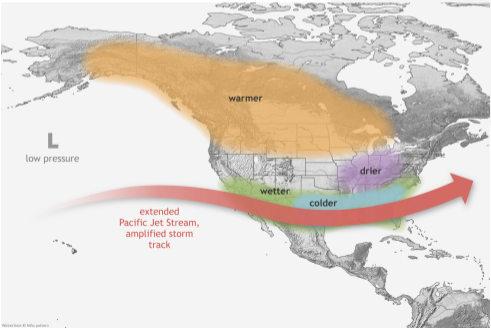 warmer
L
low pressure
drier
wetter
colder
extended
Pacific Jet Stream,
amplified storm
track